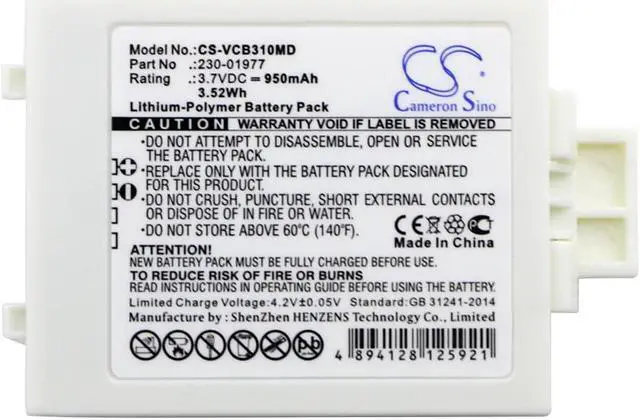 Model No.: CS-VCB310MD
Part No .: 230-01977
Rating : 3.7VDC = 950mAh
3.52Wh
Lithium-Polymer Battery Pack
CS
Cameron Sino
CAUTION WARRANTY VOID IF LABEL IS REMOVED
•DO NOT ATTEMPT TO DISASSEMBLE, OPEN OR SERVICE
THE BATTERY PACK.
•REPLACE ONLY WITH THE BATTERY PACK DESIGNATED
FOR THIS PRODUCT.
•DO NOT CRUSH, PUNCTURE, SHORT EXTERNAL CONTACTS
OR DISPOSE OF IN FIRE OR WATER.
•DO NOT STORE ABOVE 60°C (140°F).
CE
Made In China
ATTENTION!
NEW BATTERY PACK MAY BE CHARGED BEFORE USE.
TO REDUCE RISK OF FIRE OR BURNS
READ INSTRUCTIONS IN OPERATING GUIDE BEFORE USING.
Limited Charge Voltage:4.2V±0.05V Standard:GB 31241-2014
Manufacture by : ShenZhen HENZENS Technology Co., Limited
Pb
4 894128 125921